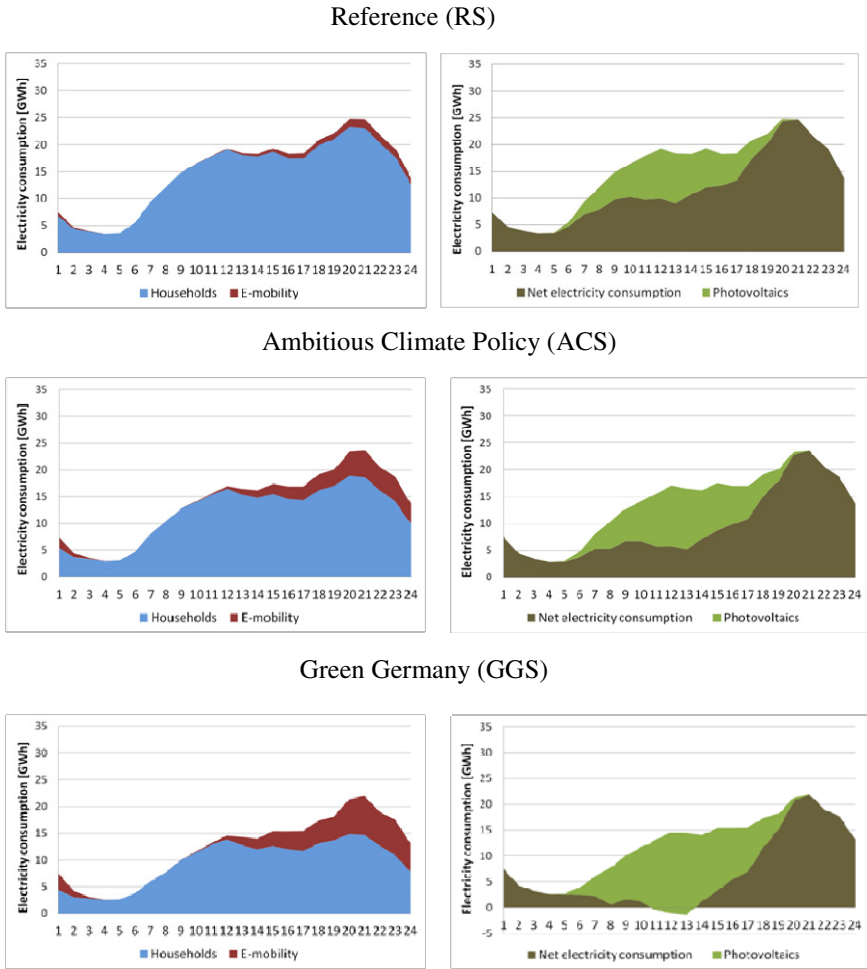 Reference (RS)
Electricity consumption [GWh]
35
30
25
20
15
10
5
0
1 2 3 4 5 6 7 8 9 10 11 12 13 14 15 16 17 18 19 20 21 22 23 24
Households E-mobility
Electricity consumption [GWh]
35
30
25
20
15
10
5
0
1 2 3 4 5 6 7 8 9 10 11 12 13 14 15 16 17 18 19 20 21 22 23 24
Net electricity consumption Photovoltaics
Ambitious Climate Policy (ACS)
Electricity consumption [GWh]
35
30
25
20
15
10
5
0
1 2 3 4 5 6 7 8 9 10 11 12 13 14 15 16 17 18 19 20 21 22 23 24
Households E-mobility
Electricity consumption [GWh]
35
30
25
20
15
10
5
0
1 2 3 4 5 6 7 8 9 10 11 12 13 14 15 16 17 18 19 20 21 22 23 24
Net electricity consumption Photovoltaics
Green Germany (GGS)
Electricity consumption [GWh]
35
30
25
20
15
10
5
0
1 2 3 4 5 6 7 8 9 10 11 12 13 14 15 16 17 18 19 20 21 22 23 24
Households E-mobility
Electricity consumption [GWh]
35
30
25
20
15
10
5
0
-5
1 2 3 4 5 6 7 8 9 10 11 12 13 14 15 16 17 18 19 20 21 22 23 24
Net electricity consumption Photovoltaics